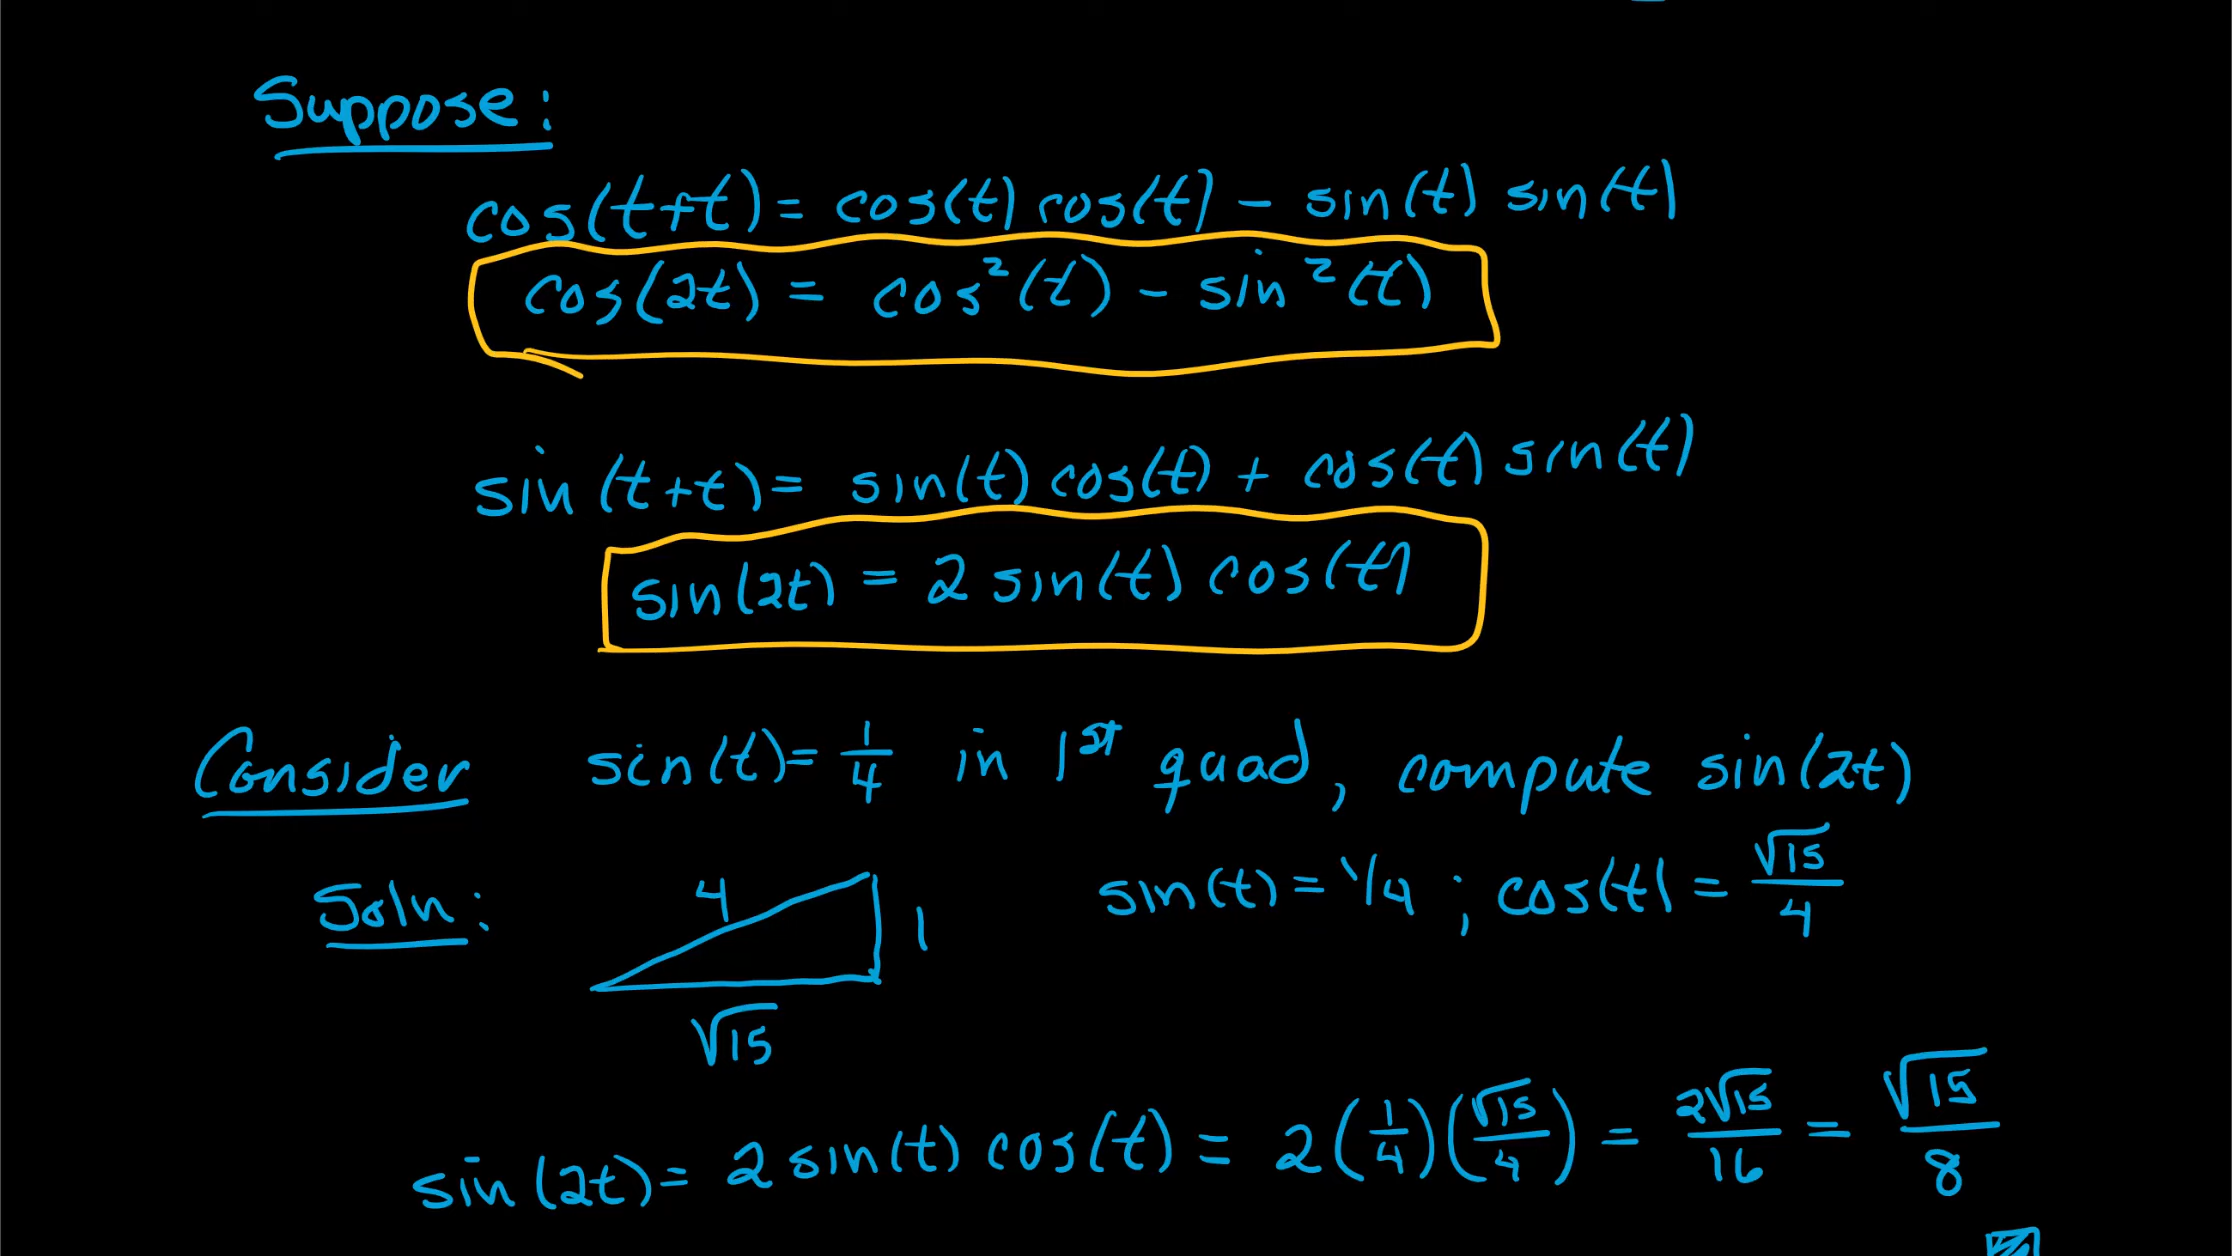 Suppose:
cos(t+t) = cos(t) cos(t) - sin(t) sin(t)
cos(2t) = cos²(t) - sin²(t)
sin(t+t) = sin(t) cos(t) + cos(t) sin(t)
sin(2t) = 2 sin(t) cos(t)
Consider sin(t) = 1/4 in 1st quad, compute sin(2t)
Soln: 4 1 sin(t) = 1/4 ; cos(t) = √15/4
√15
sin(2t) = 2 sin(t) cos(t) = 2(1/4)(√15/4) = 2√15/16 = √15/8